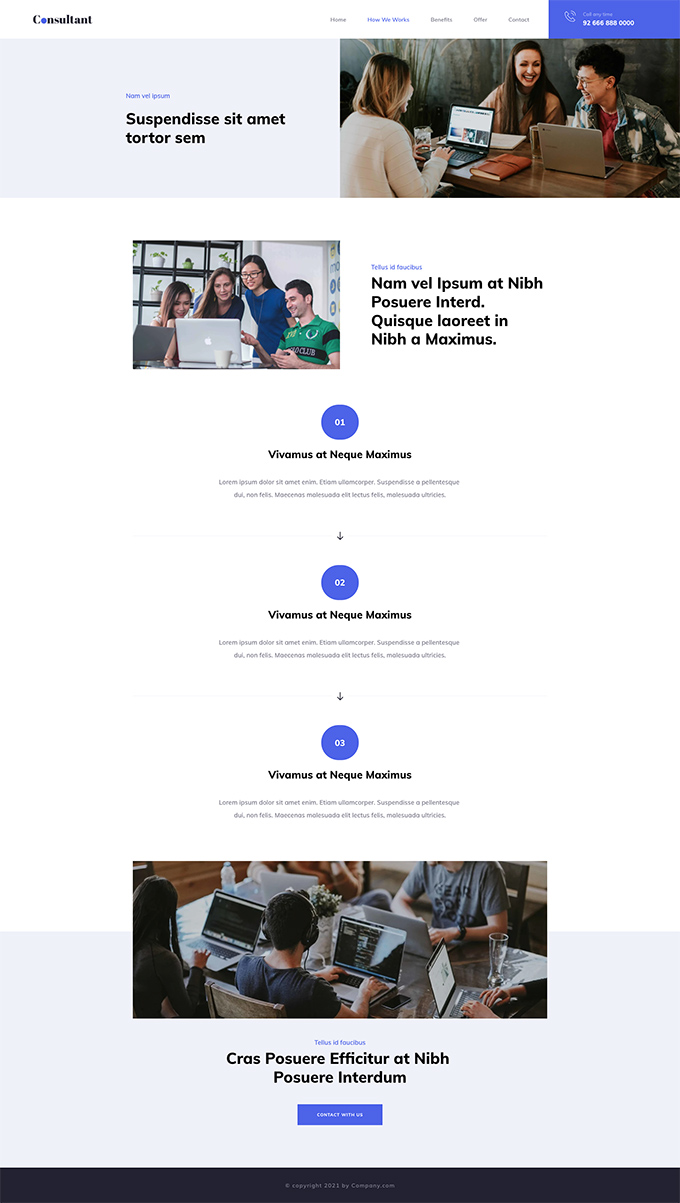 Consultant
Home
How We Works
Benefits
Offer
Contact
Call any time
92 666 888 0000
Nam vel ipsum
Suspendisse sit amet
tortor sem
Tellus id faucibus
Nam vel Ipsum at Nibh
Posuere Interd.
Quisque laoreet in
Nibh a Maximus.
01
Vivamus at Neque Maximus
Lorem ipsum dolor sit amet enim. Etiam ullamcorper. Suspendisse a pellentesque
dui, non felis. Maecenas malesuada elit lectus felis, malesuada ultricies.
02
Vivamus at Neque Maximus
Lorem ipsum dolor sit amet enim. Etiam ullamcorper. Suspendisse a pellentesque
dui, non felis. Maecenas malesuada elit lectus felis, malesuada ultricies.
03
Vivamus at Neque Maximus
Lorem ipsum dolor sit amet enim. Etiam ullamcorper. Suspendisse a pellentesque
dui, non felis. Maecenas malesuada elit lectus felis, malesuada ultricies.
Tellus id faucibus
Cras Posuere Efficitur at Nibh
Posuere Interdum
CONTACT WITH US
© copyright 2021 by Company.com